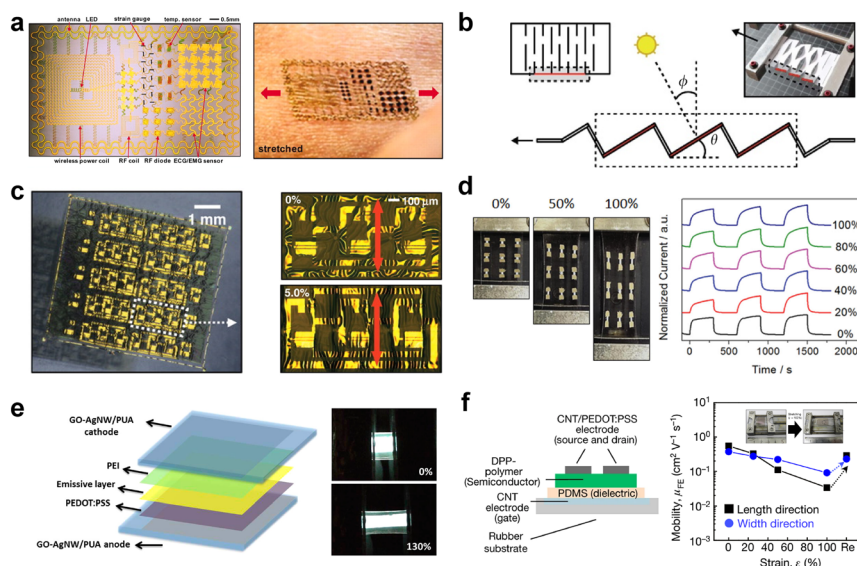 a
antenna LED strain gauge temp. sensor 0.5mm
wireless power coil RF coil RF diode ECG/EMG sensor
stretched
b
ϕ
θ
c
1 mm
0%
100 µm
5.0%
d
0% 50% 100%
Normalized Current / a.u.
100%
80%
60%
40%
20%
0%
0 500 1000 1500 2000
Time / s
e
GO-AgNW/PUA
cathode
PEI
Emissive layer
PEDOT:PSS
GO-AgNW/PUA anode
0%
130%
f
CNT/PEDOT:PSS
electrode
(source and drain)
DPP-
polymer
(Semiconductor)
PDMS (dielectric)
CNT
electrode
(gate)
Rubber
substrate
Mobility, μFE (cm² V⁻¹ s⁻¹)
10¹
10⁰
10⁻¹
10⁻²
10⁻³
Length direction
Width direction
0 50 100 Re
Strain, ε (%)